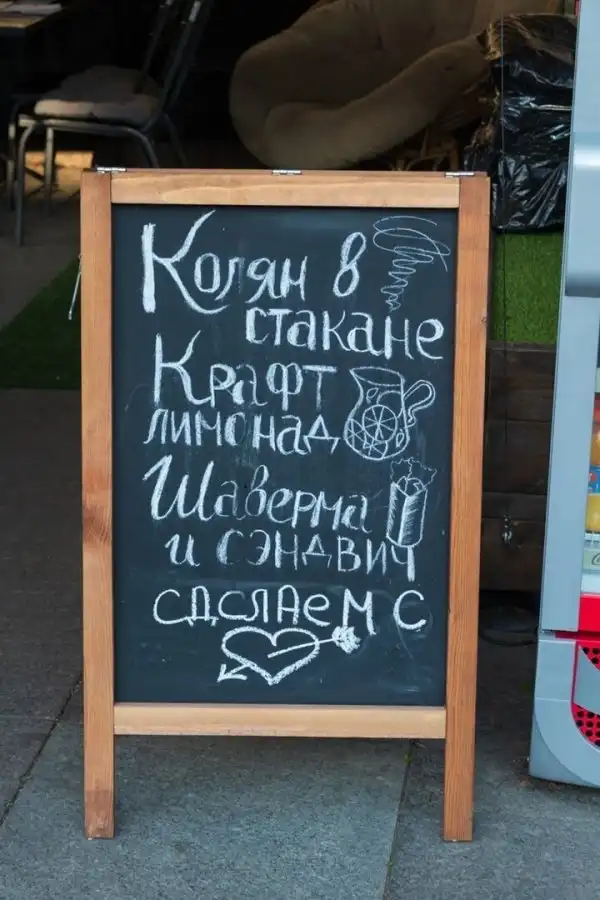 Колян в
стакане
Крафт
лимонад
Шаверма
и сэндвич
сделаем с